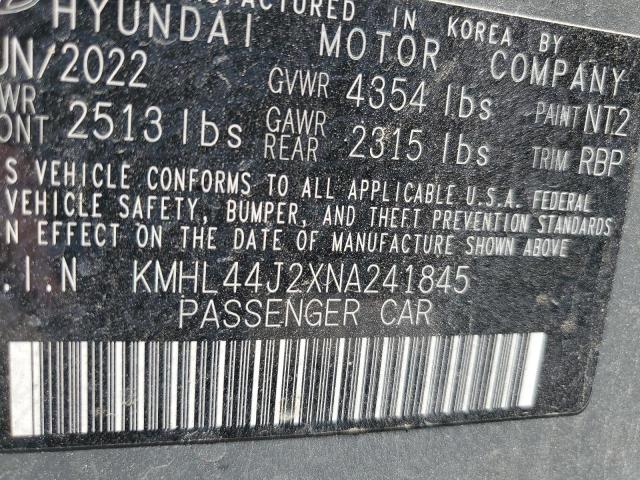 MANUFACTURED IN KOREA BY
HYUNDAI MOTOR COMPANY
UN/2022 GVWR 4354 lbs PAINT NT2
WR ONT 2513 lbs GAWR REAR 2315 lbs TRIM RBP
S VEHICLE CONFORMS TO ALL APPLICABLE U.S.A. FEDERAL
VEHICLE SAFETY, BUMPER, AND THEFT PREVENTION STANDARDS
N EFFECT ON THE DATE OF MANUFACTURE SHOWN ABOVE
.I.N KMHL44J2XNA241845
PASSENGER CAR